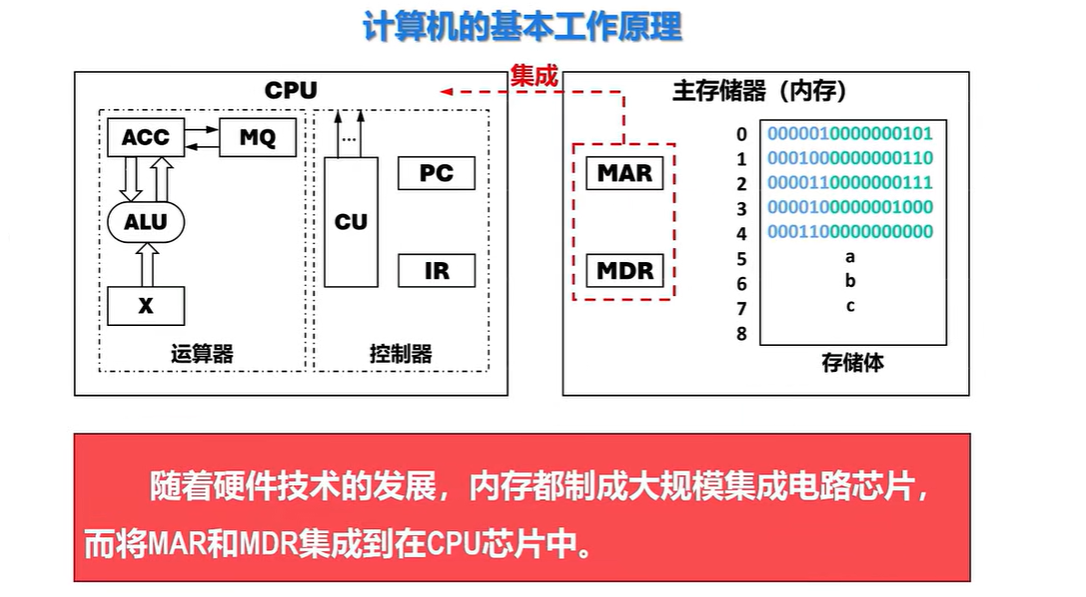 计算机的基本工作原理
集成
CPU
主存储器（内存）
ACC
MQ
ALU
X
运算器
...
CU
PC
IR
控制器
MAR
MDR
0 0000010000000101
1 0001000000000110
2 0000110000000111
3 0000100000001000
4 0001100000000000
5 a
6 b
7 c
8
存储体
随着硬件技术的发展，内存都制成大规模集成电路芯片，
而将MAR和MDR集成到在CPU芯片中。